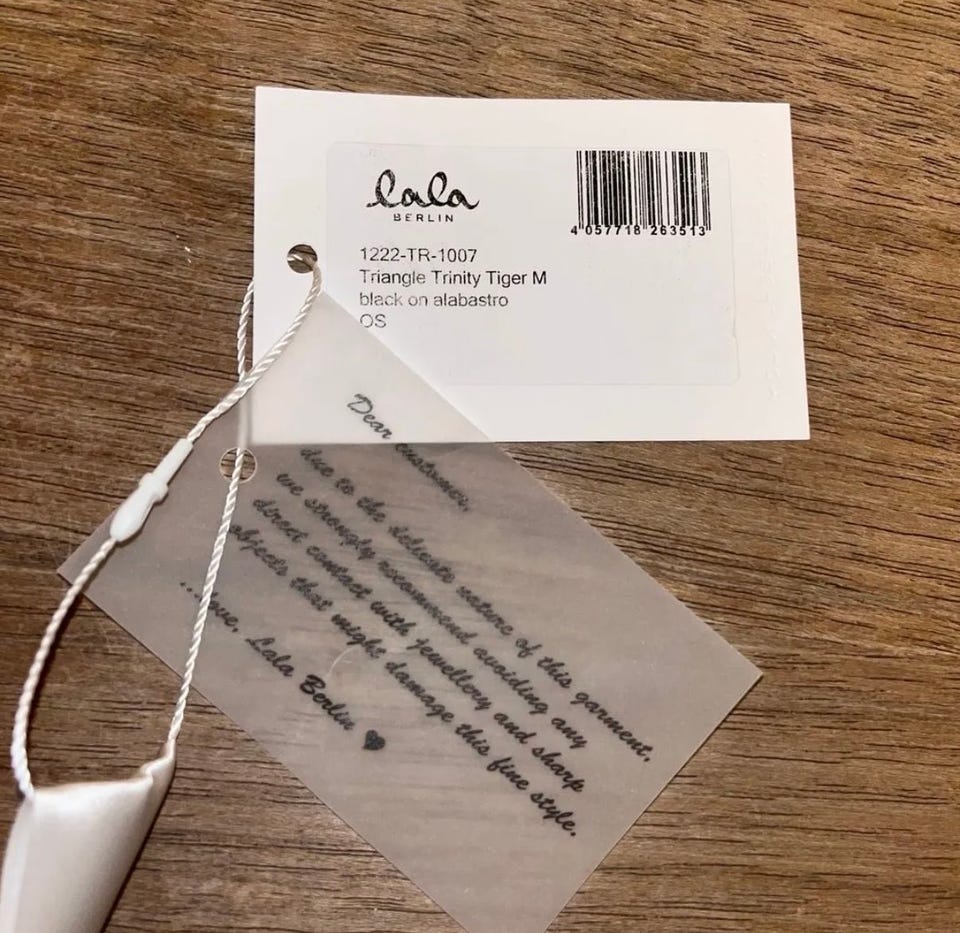 lala
BERLIN
4 057718 263513
1222-TR-1007
Triangle Trinity Tiger M
black on alabastro
OS
Dear customer,
due to the delicate nature of this garment,
we strongly recommend avoiding any
direct contact with jewellery and sharp
objects that might damage this fine style.
...love, Lala Berlin ♥